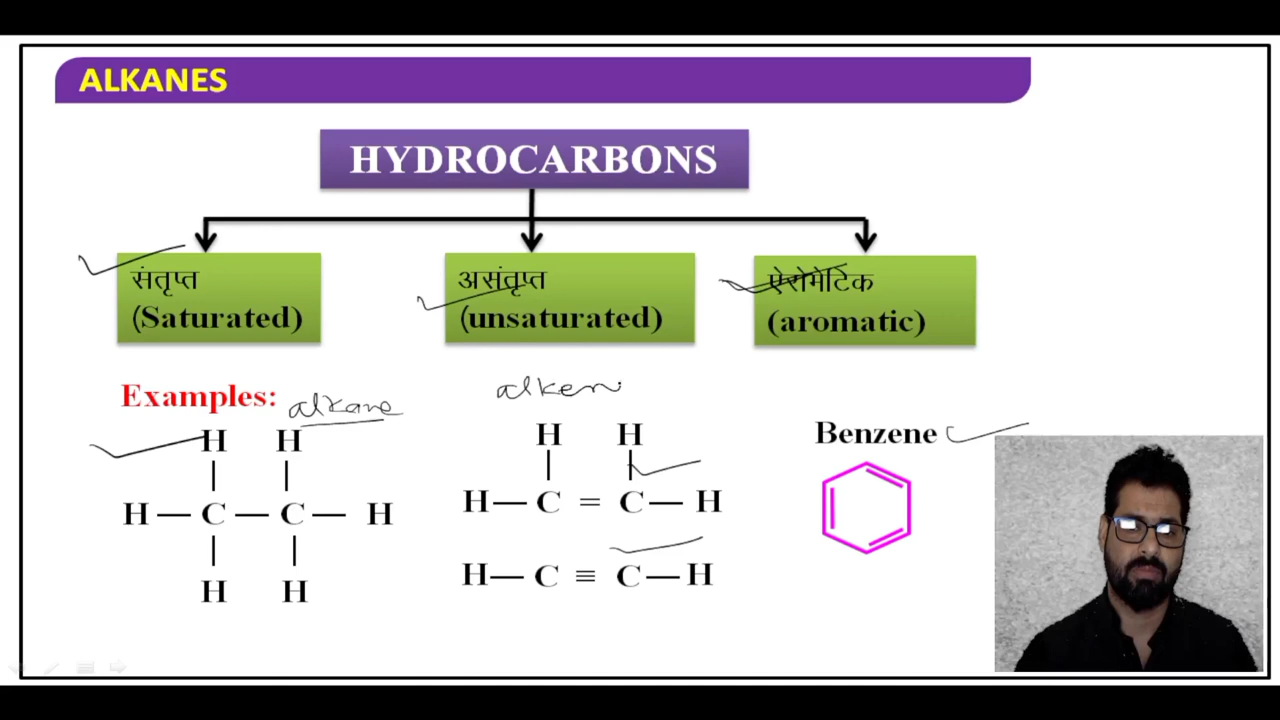 ALKANES
HYDROCARBONS
संतृप्त
(Saturated)
असंतृप्त
(unsaturated)
ऐरोमेटिक
(aromatic)
Examples:
alkane
H H
H — C — C — H
H H
alken
H H
H — C = C — H
H — C ≡ C — H
Benzene